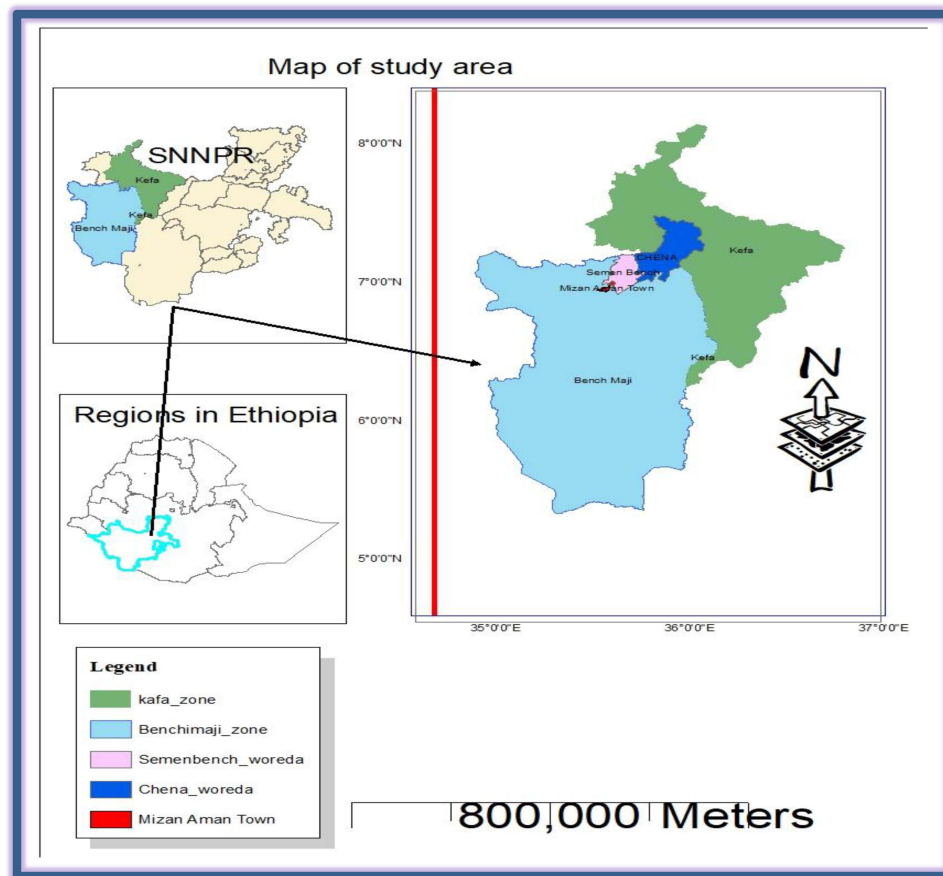 Map of study area
SNNPR
Kefa
Kefa
Bench Maji
8°0'0"N
7°0'0"N
6°0'0"N
5°0'0"N
CHENA
Kefa
Semen Bench
Mizan Aman Town
Kefa
Bench Maji
N
Regions in Ethiopia
35°0'0"E
36°0'0"E
37°0'0"E
Legend
kafa_zone
Benchimaji_zone
Semenbench_woreda
Chena_woreda
Mizan Aman Town
800,000 Meters